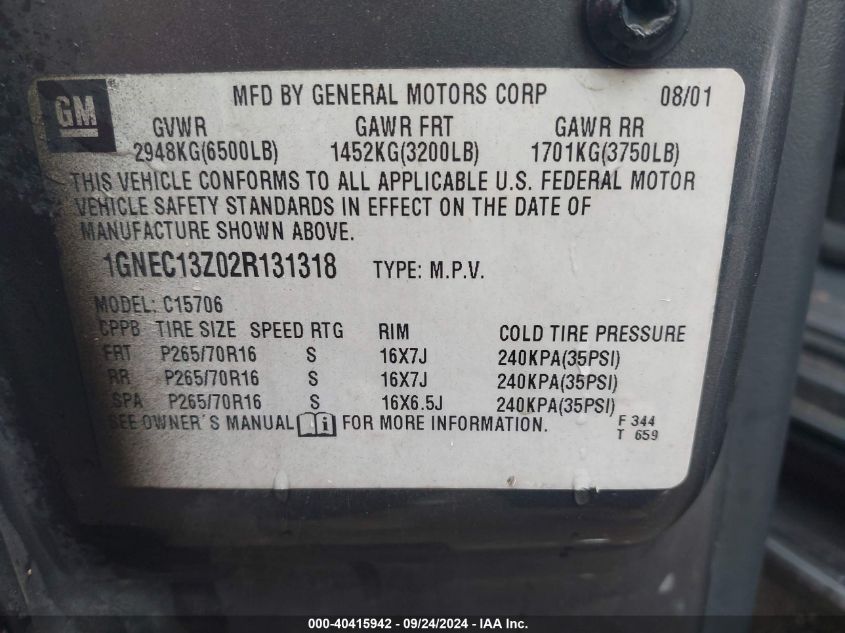 GM
MFD BY GENERAL MOTORS CORP 08/01
GVWR GAWR FRT GAWR RR
2948KG(6500LB) 1452KG(3200LB) 1701KG(3750LB)
THIS VEHICLE CONFORMS TO ALL APPLICABLE U.S. FEDERAL MOTOR
VEHICLE SAFETY STANDARDS IN EFFECT ON THE DATE OF
MANUFACTURE SHOWN ABOVE.
1GNEC13Z02R131318 TYPE: M.P.V.
MODEL: C15706
CPPB TIRE SIZE SPEED RTG RIM COLD TIRE PRESSURE
FRT P265/70R16 S 16X7J 240KPA(35PSI)
RR P265/70R16 S 16X7J 240KPA(35PSI)
SPA P265/70R16 S 16X6.5J 240KPA(35PSI)
SEE OWNER'S MANUAL i FOR MORE INFORMATION.
F 344
T 659
000-40415942 - 09/24/2024 - IAA Inc.